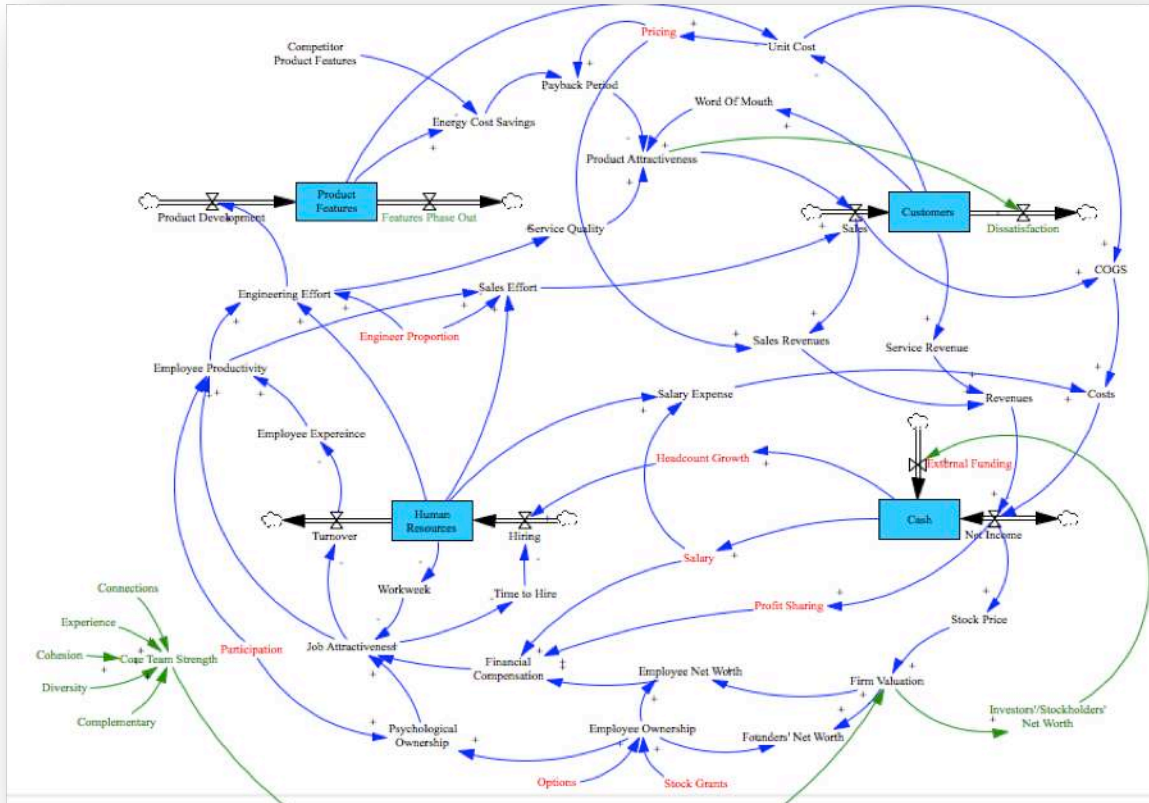 Pricing
Unit Cost
Competitor
Product Features
Payback Period
Word Of Mouth
Energy Cost Savings
Product Attractiveness
Product
Features
Product Development
Features Phase Out
Customers
Service Quality
Sales
Dissatisfaction
COGS
Engineering Effort
Sales Effort
Engineer Proportion
Sales Revenues
Service Revenue
Employee Productivity
Salary Expense
Revenues
Costs
Employee Expereince
Headcount Growth
External Funding
Human
Resources
Cash
Turnover
Hiring
Net Income
Salary
Connections
Workweek
Time to Hire
Profit Sharing
Stock Price
Experience
Participation
Job Attractiveness
Cohesion
Core Team Strength
Financial
Compensation
Employee Net Worth
Firm Valuation
Diversity
Investors'/Stockholders'
Net Worth
Complementary
Psychological
Ownership
Employee Ownership
Founders' Net Worth
Options
Stock Grants